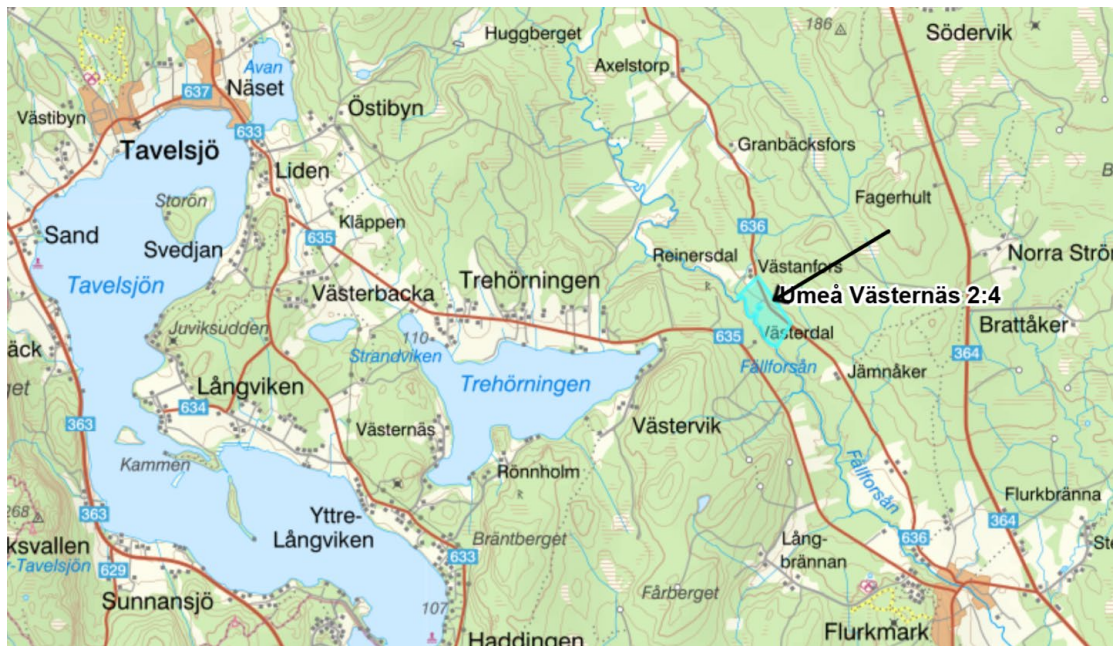 186
Södervik
Huggberget
Avan
Axelstorp
Näset
637
Västibyn
Östibyn
633
Tavelsjö
Granbäcksfors
Liden
Fagerhult
Storön
Kläppen
636
Sand
635
Svedjan
Reinersdal
Västanfors
Norra Strö
Tavelsjön
Västerbacka
Trehörningen
Umeå Västernäs 2:4
Juviksudden
110
Brattåker
äck
Strandviken
635
Västerdal
364
get
Långviken
Trehörningen
Fällforsån
Jämnåker
634
363
Västernäs
Västervik
Kammen
Rönnholm
Fällforsån
Flurkbränna
268
363
Yttre-
Långviken
364
ksvallen
Bräntberget
Lång-
brännan
636
Ste
r-Tavelsjön
629
633
Fårberget
Sunnansjö
107
Flurkmark
Haddingen